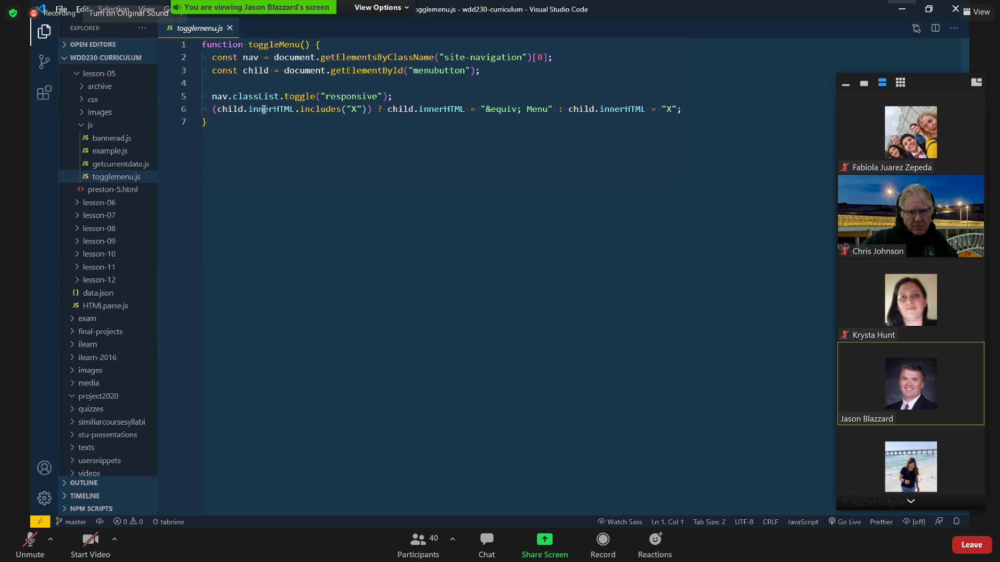 File Edit Selection View
Recording
Turn on Original Sound
You are viewing Jason Blazzard's screen
View Options
ogglemenu.js - wdd230-curriculum - Visual Studio Code
View
EXPLORER
OPEN EDITORS
WDD230-CURRICULUM
lesson-05
archive
css
images
js
JS bannerad.js
JS example.js
JS getcurrentdate.js
JS togglemenu.js
<> preston-5.html
lesson-06
lesson-07
lesson-08
lesson-09
lesson-10
lesson-11
lesson-12
{} data.json
JS HTMLparse.js
exam
final-projects
ilearn
ilearn-2016
images
media
project2020
quizzes
similiarcoursesyllabi
stu-presentations
texts
usersnippets
videos
OUTLINE
TIMELINE
NPM SCRIPTS
JS togglemenu.js
1 function toggleMenu() {
2 const nav = document.getElementsByClassName("site-navigation")[0];
3 const child = document.getElementById("menubutton");
4
5 nav.classList.toggle("responsive");
6 (child.innerHTML.includes("X")) ? child.innerHTML = "&equiv; Menu" : child.innerHTML = "X";
7 }
Fabiola Juarez Zepeda
Chris Johnson
Krysta Hunt
Jason Blazzard
Rachel Lofgran
master 0 0 tabnine
Watch Sass Ln 1, Col 1 Tab Size: 2 UTF-8 CRLF JavaScript Go Live Prettier [off]
Unmute
Start Video
40
Participants
Chat
Share Screen
Record
Reactions
Leave